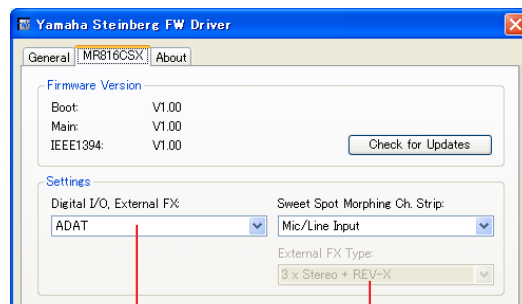 Yamaha Steinberg FW Driver
General MR816CSX About
Firmware Version
Boot: V1.00
Main: V1.00
IEEE1394: V1.00 Check for Updates
Settings
Digital I/O, External FX: Sweet Spot Morphing Ch. Strip:
ADAT Mic/Line Input
External FX Type:
3 x Stereo + REV-X